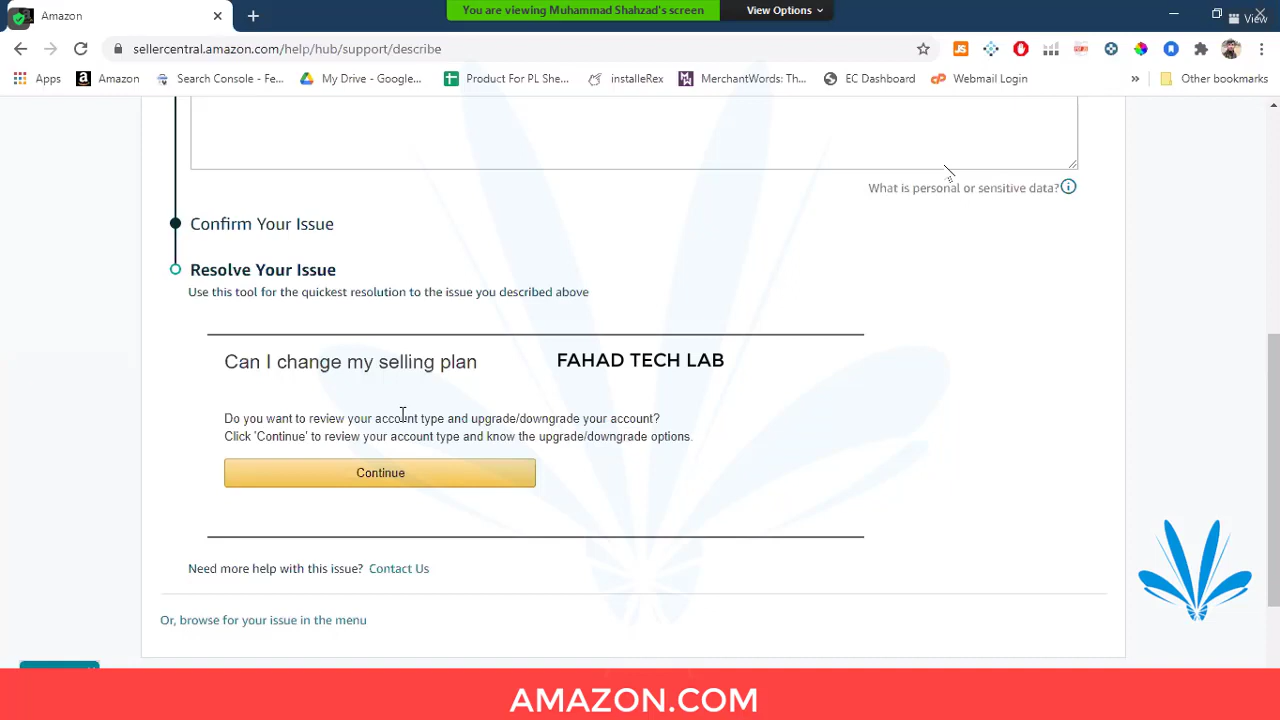 Amazon
You are viewing Muhammad Shahzad's screen
View Options
View
sellercentral.amazon.com/help/hub/support/describe
Apps
Amazon
Search Console - Fe...
My Drive - Google...
Product For PL She...
installeRex
MerchantWords: Th...
EC Dashboard
Webmail Login
»
Other bookmarks
What is personal or sensitive data?
Confirm Your Issue
Resolve Your Issue
Use this tool for the quickest resolution to the issue you described above
Can I change my selling plan
FAHAD TECH LAB
Do you want to review your account type and upgrade/downgrade your account?
Click 'Continue' to review your account type and know the upgrade/downgrade options.
Continue
Need more help with this issue? Contact Us
Or, browse for your issue in the menu
AMAZON.COM